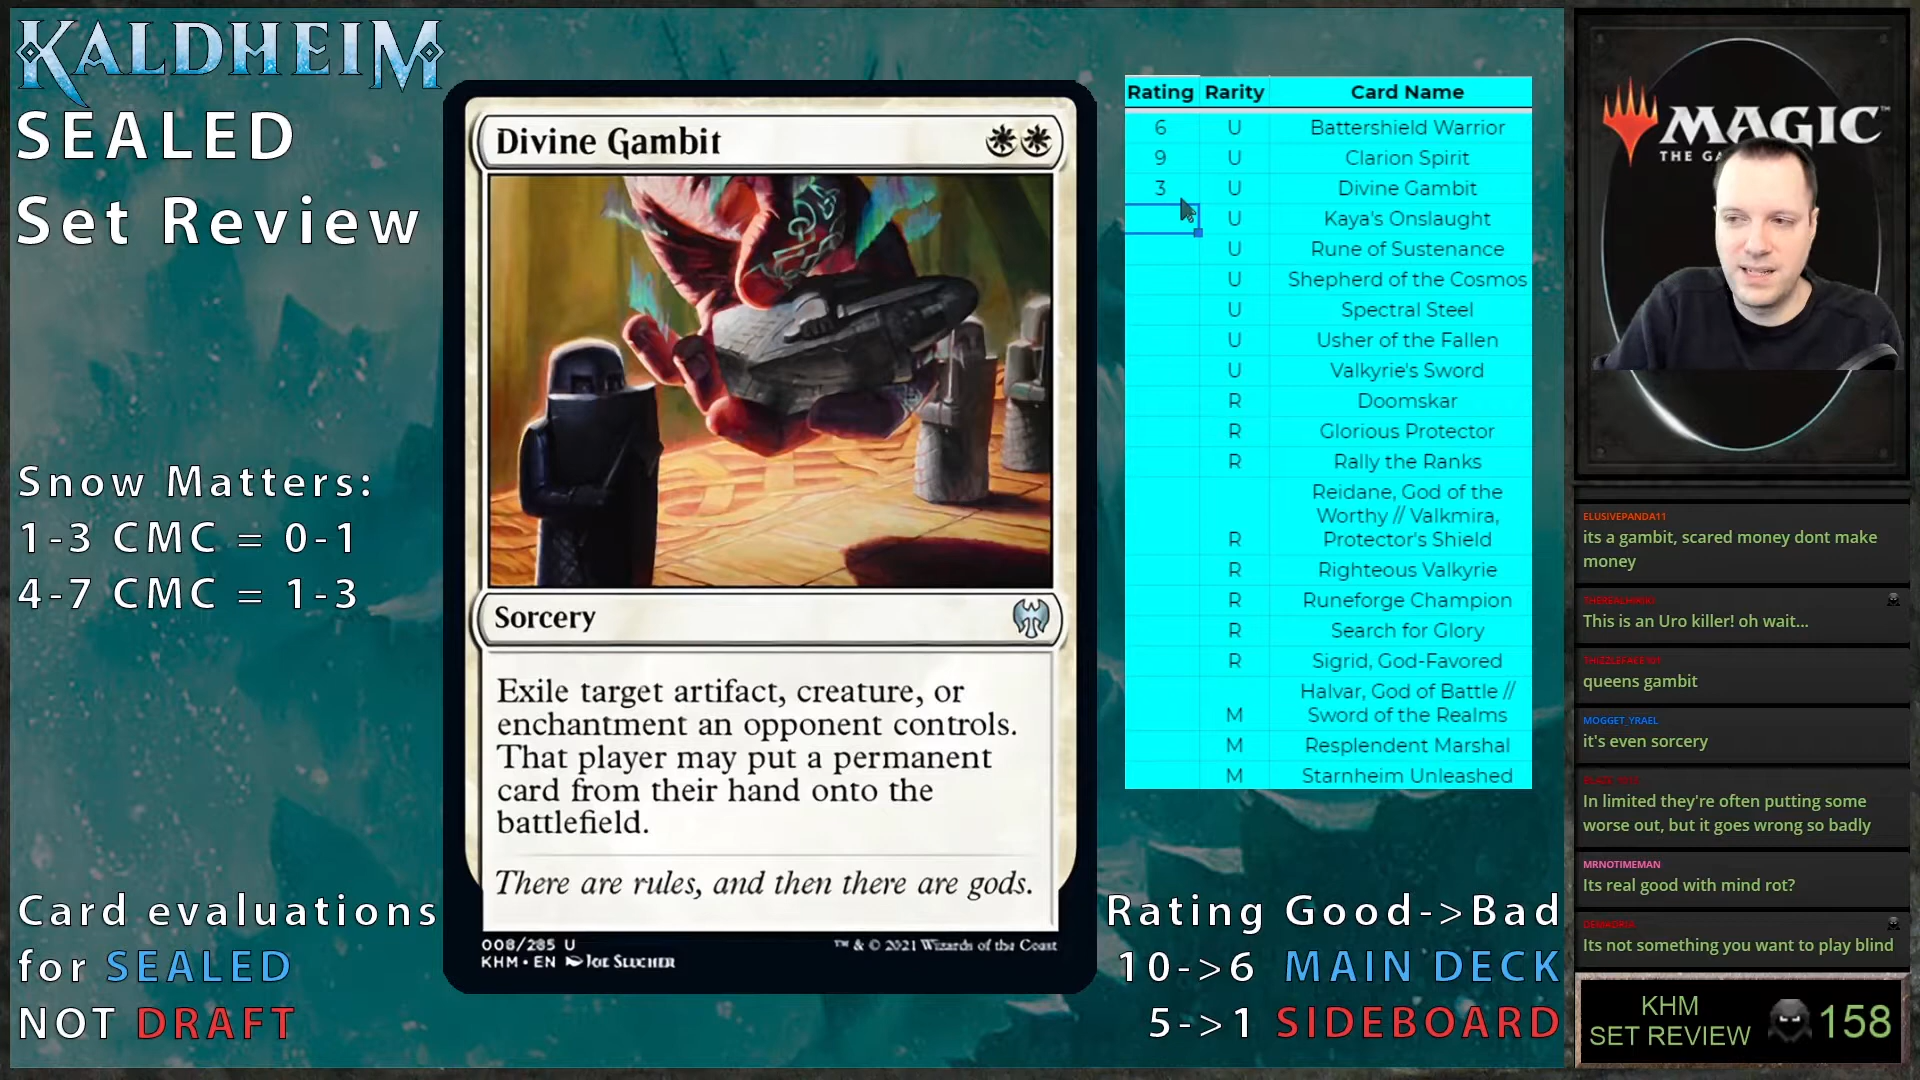 KALDHEIM
SEALED
Set Review
Snow Matters:
1-3 CMC = 0-1
4-7 CMC = 1-3
Card evaluations
for SEALED
NOT DRAFT
Divine Gambit
Sorcery
Exile target artifact, creature, or
enchantment an opponent controls.
That player may put a permanent
card from their hand onto the
battlefield.
There are rules, and then there are gods.
008/285 U
KHM • EN JOE SLUCHER
™ & © 2021 Wizards of the Coast
Rating Rarity Card Name
6 U Battershield Warrior
9 U Clarion Spirit
3 U Divine Gambit
U Kaya's Onslaught
U Rune of Sustenance
U Shepherd of the Cosmos
U Spectral Steel
U Usher of the Fallen
U Valkyrie's Sword
R Doomskar
R Glorious Protector
R Rally the Ranks
Reidane, God of the
Worthy // Valkmira,
R Protector's Shield
R Righteous Valkyrie
R Runeforge Champion
R Search for Glory
R Sigrid, God-Favored
Halvar, God of Battle //
M Sword of the Realms
M Resplendent Marshal
M Starnheim Unleashed
Rating Good->Bad
10->6 MAIN DECK
5->1 SIDEBOARD
MAGIC™
THE GA
ELUSIVEPANDA11
its a gambit, scared money dont make
money
This is an Uro killer! oh wait...
queens gambit
MOGGET_YRAEL
it's even sorcery
In limited they're often putting some
worse out, but it goes wrong so badly
MRNOTIMEMAN
Its real good with mind rot?
Its not something you want to play blind
KHM
SET REVIEW
158